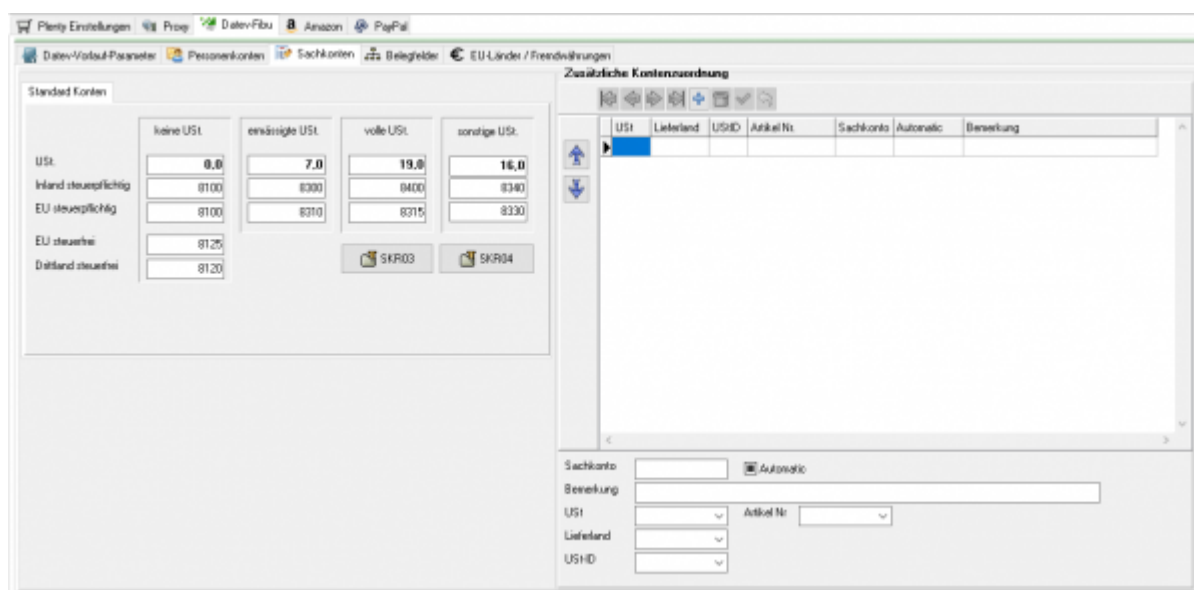 Plenty Einstellungen Proxy Datev-Fibu Amazon PayPal
Datev-Vorlauf-Parameter Personenkonten Sachkonten Belegfelder EU-Länder / Fremdwährungen
Zusätzliche Kontenzuordnung
Standard Konten
keine USt. ermässigte USt. volle USt. sonstige USt.
USt. 0,0 7,0 19,0 16,0
Inland steuerpflichtig 8100 8300 8400 8340
EU steuerpflichtig 8100 8310 8315 8330
EU steuerfrei 8125
Drittland steuerfrei 8120
SKR03 SKR04
USt Lieferland UStID Artikel Nr. Sachkonto Automatic Bemerkung
Sachkonto Automatic
Bemerkung
USt Artikel Nr
Lieferland
UStID